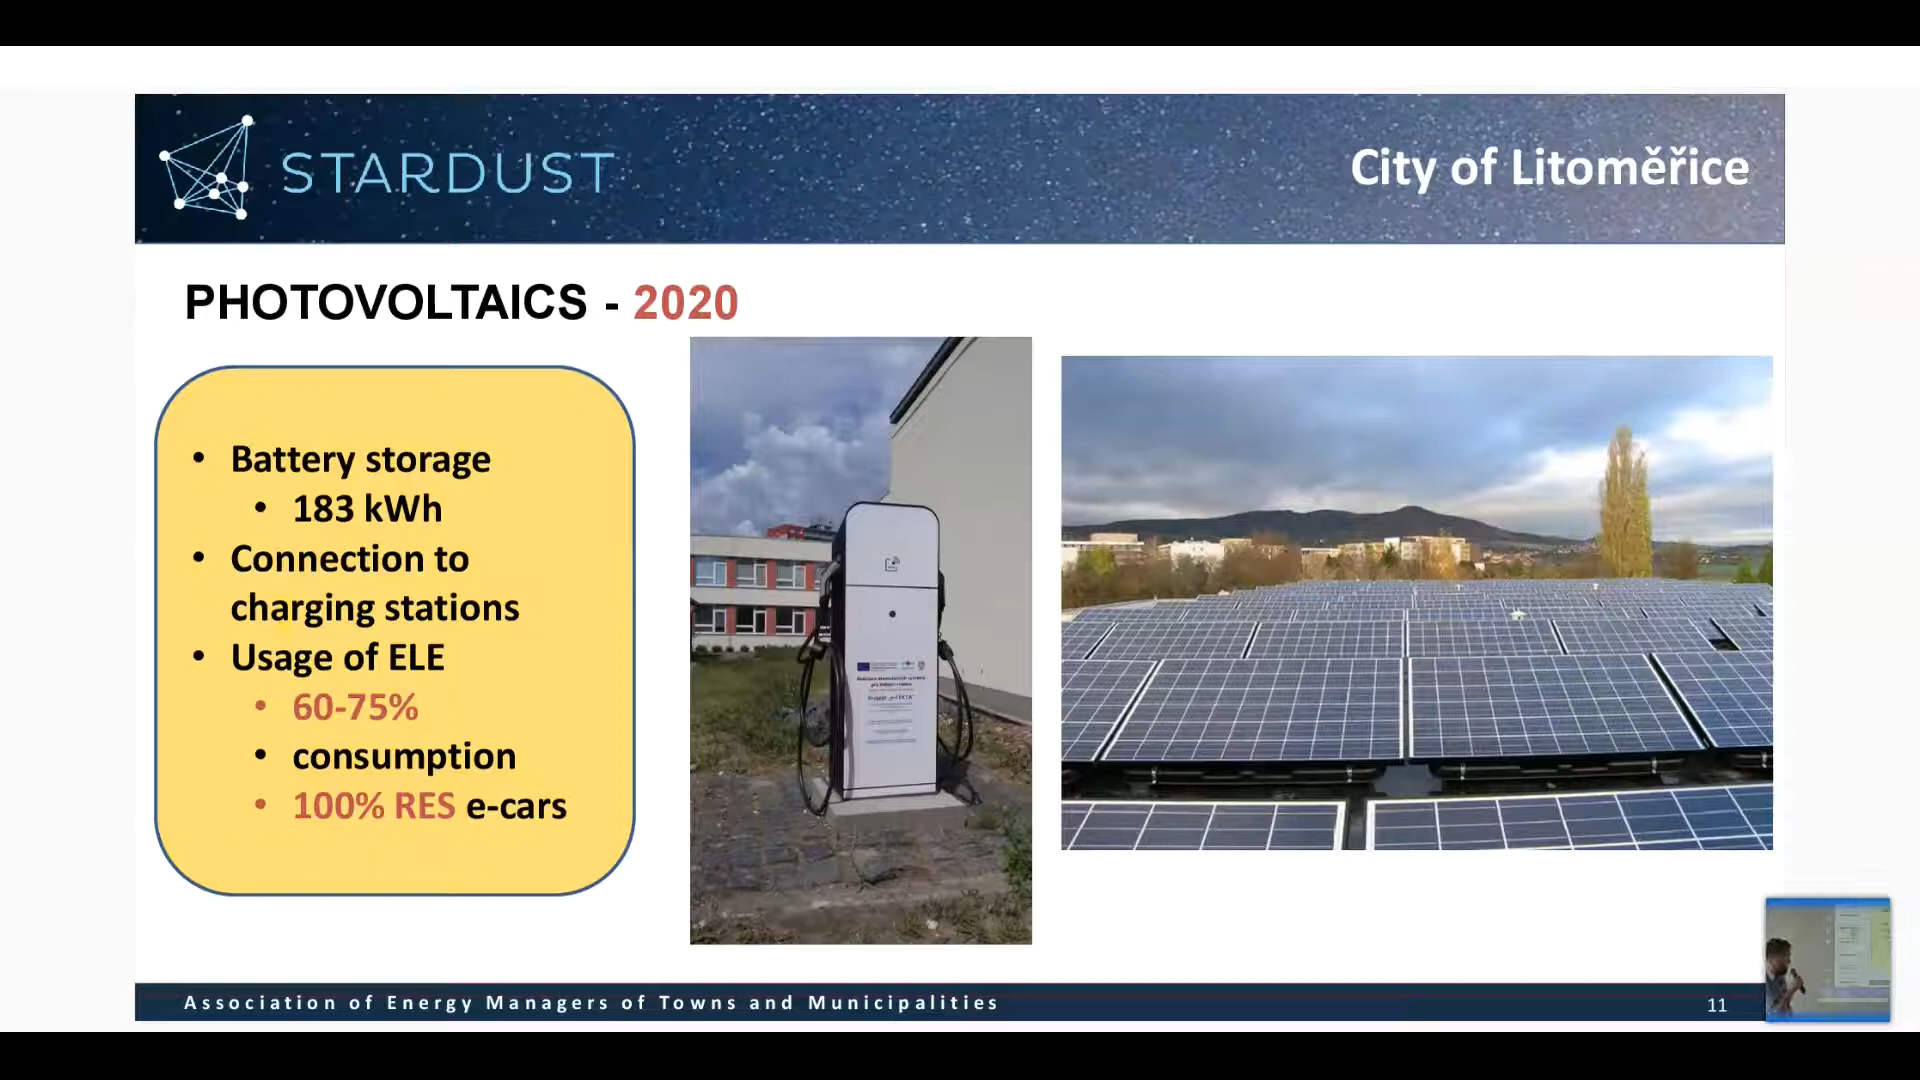 STARDUST
City of Litoměřice
PHOTOVOLTAICS - 2020
• Battery storage
• 183 kWh
• Connection to
charging stations
• Usage of ELE
• 60-75%
• consumption
• 100% RES e-cars
Association of Energy Managers of Towns and Municipalities
11